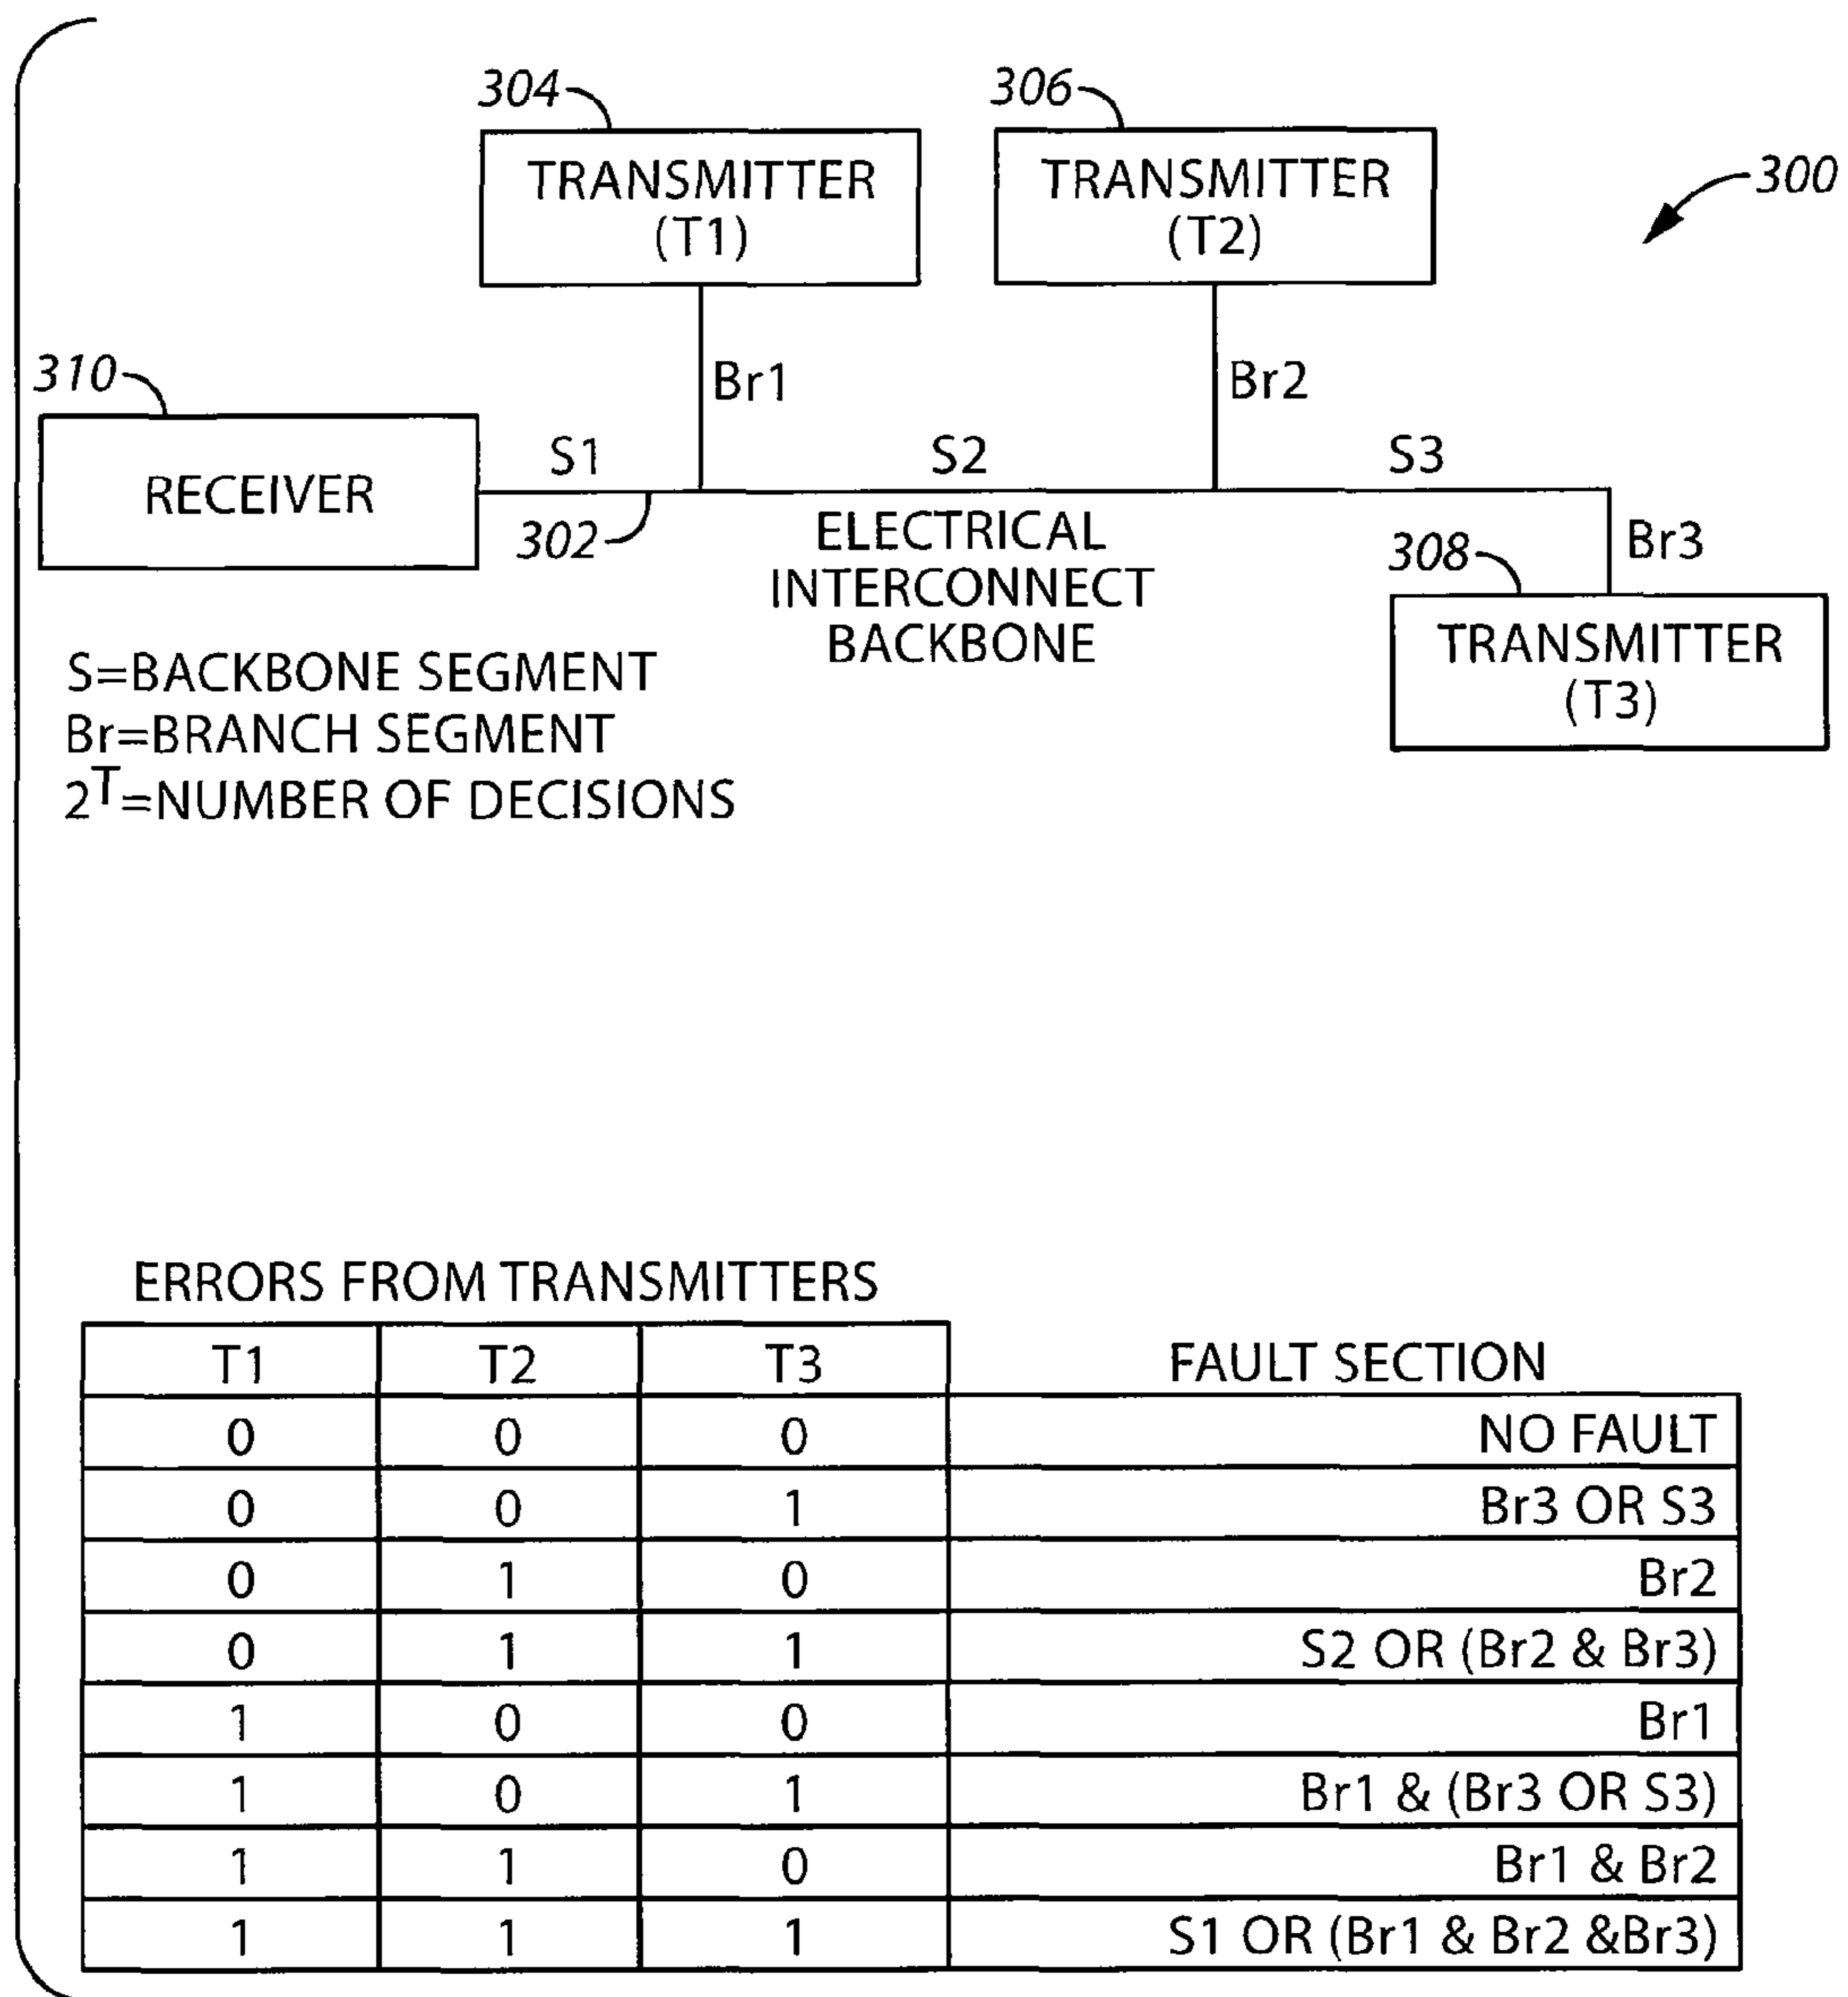 304
306
300
TRANSMITTER
(T1)
TRANSMITTER
(T2)
310
Br1
Br2
S1
S2
S3
RECEIVER
302
ELECTRICAL
INTERCONNECT
BACKBONE
308
Br3
TRANSMITTER
(T3)
S=BACKBONE SEGMENT
Br=BRANCH SEGMENT
2^T=NUMBER OF DECISIONS
ERRORS FROM TRANSMITTERS
T1 T2 T3 FAULT SECTION
0 0 0 NO FAULT
0 0 1 Br3 OR S3
0 1 0 Br2
0 1 1 S2 OR (Br2 & Br3)
1 0 0 Br1
1 0 1 Br1 & (Br3 OR S3)
1 1 0 Br1 & Br2
1 1 1 S1 OR (Br1 & Br2 &Br3)